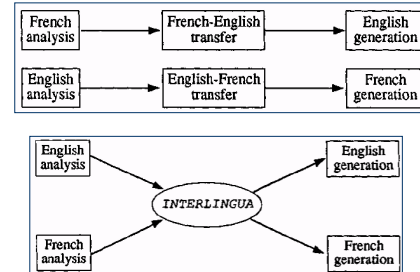 French
analysis
French-English
transfer
English
generation
English
analysis
English-French
transfer
French
generation
English
analysis
English
generation
INTERLINGUA
French
analysis
French
generation